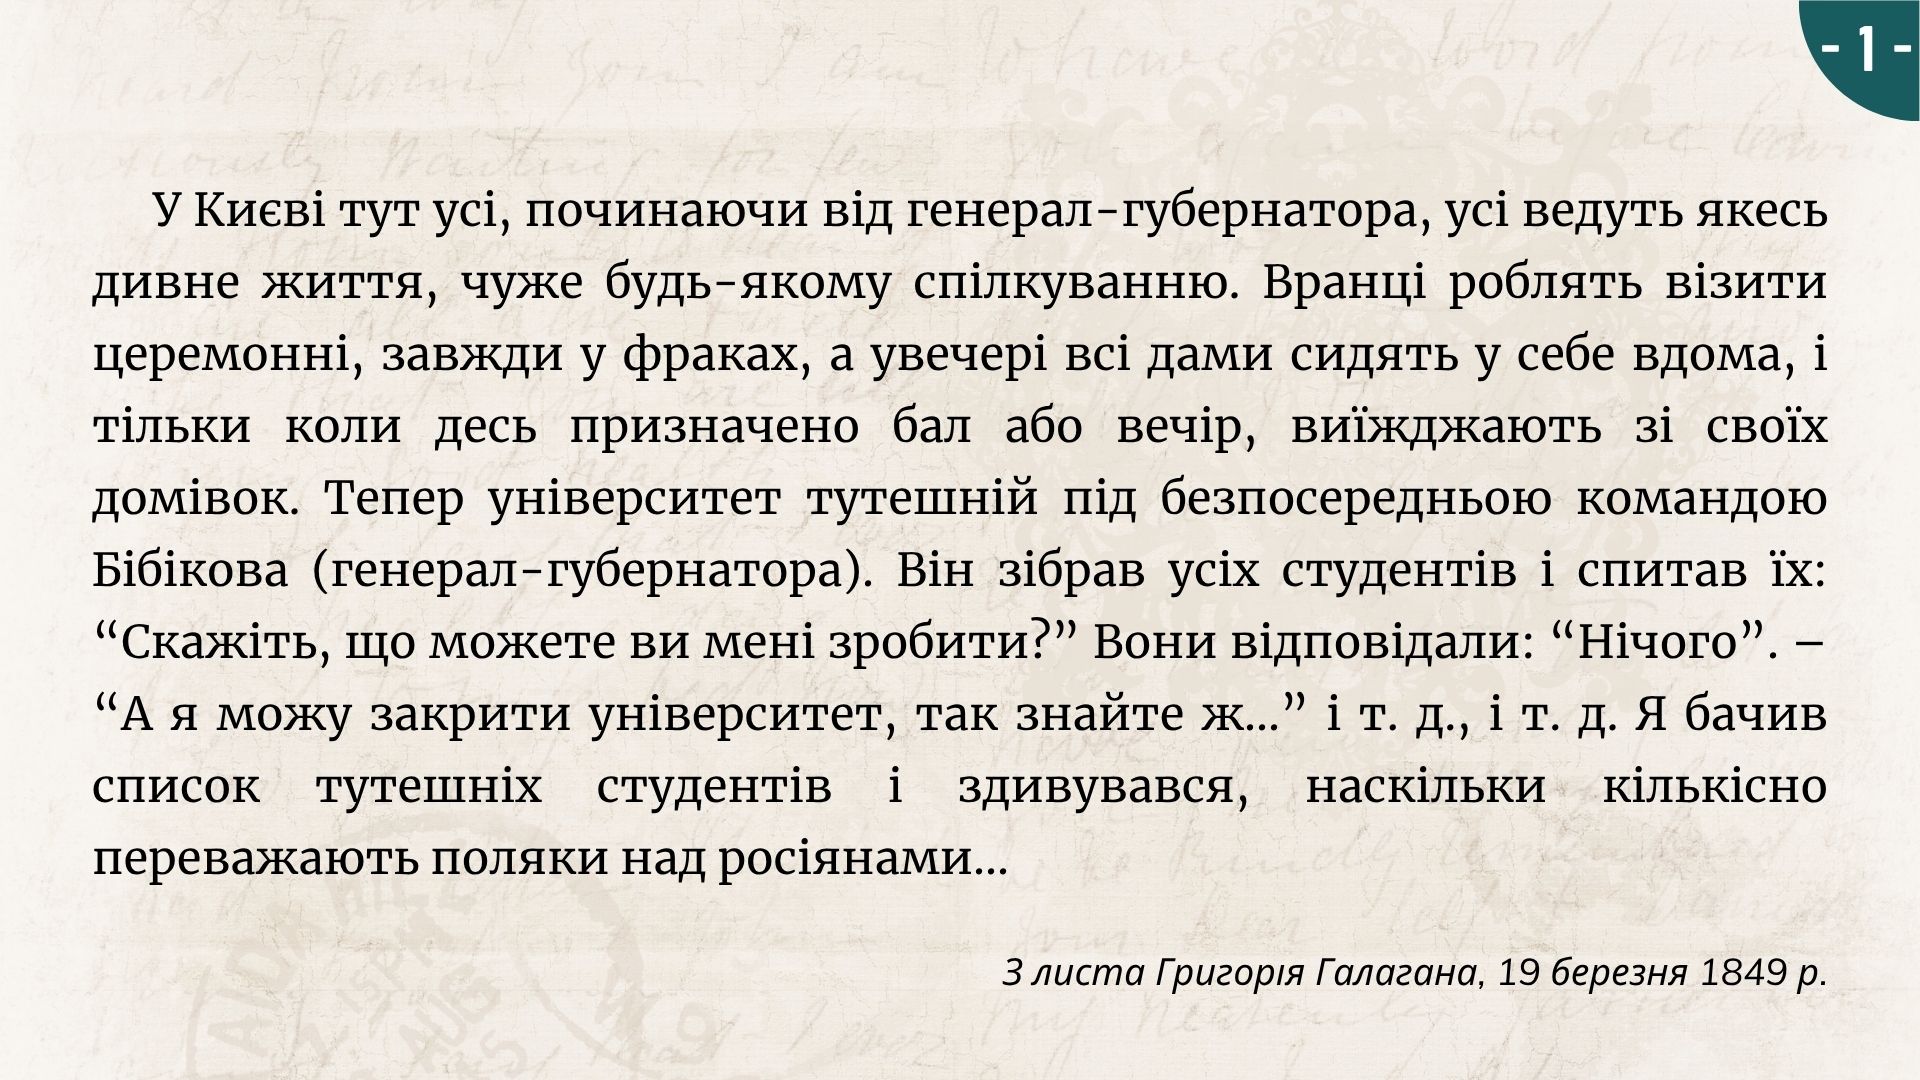 - 1 -
У Києві тут усі, починаючи від генерал-губернатора, усі ведуть якесь
дивне життя, чуже будь-якому спілкуванню. Вранці роблять візити
церемонні, завжди у фраках, а увечері всі дами сидять у себе вдома, і
тільки коли десь призначено бал або вечір, виїжджають зі своїх
домівок. Тепер університет тутешній під безпосередньою командою
Бібікова (генерал-губернатора). Він зібрав усіх студентів і спитав їх:
“Скажіть, що можете ви мені зробити?” Вони відповідали: “Нічого”. –
“А я можу закрити університет, так знайте ж...” і т. д., і т. д. Я бачив
список тутешніх студентів і здивувався, наскільки кількісно
переважають поляки над росіянами...
З листа Григорія Галагана, 19 березня 1849 р.